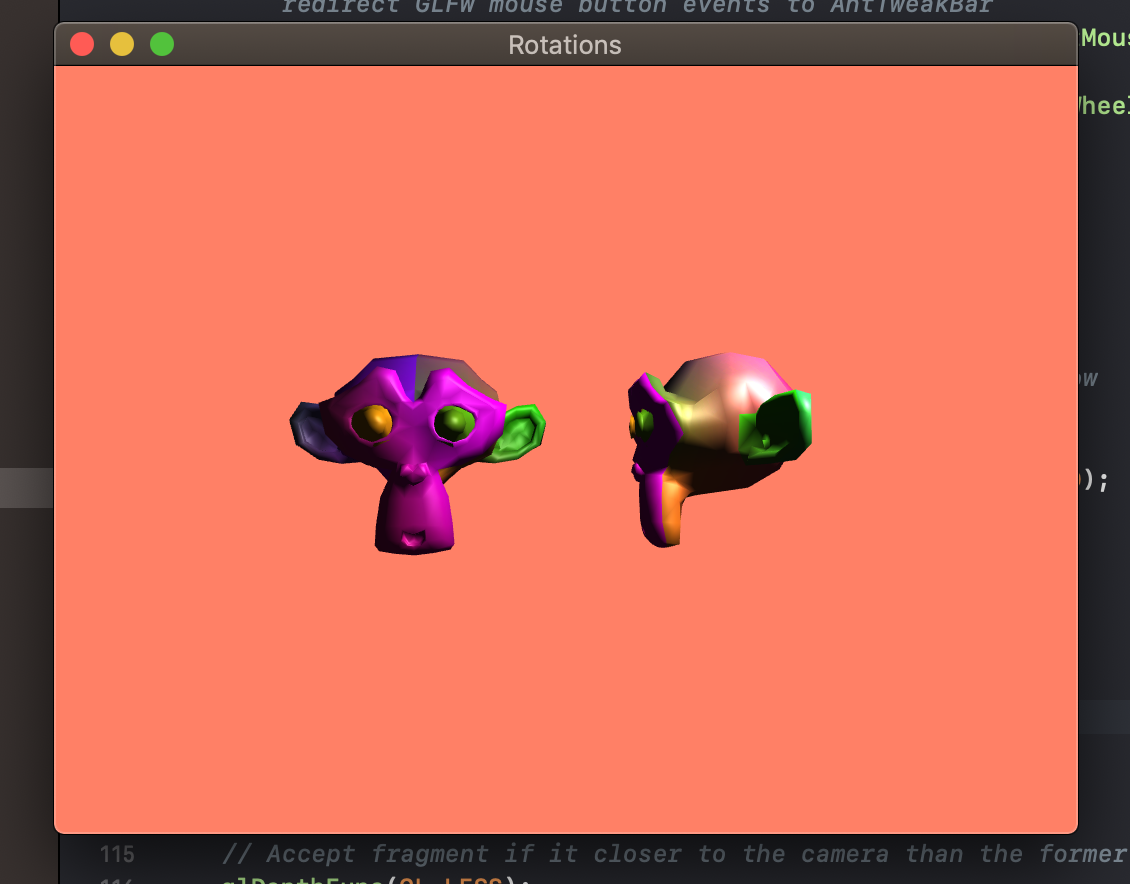 redirect GLFW mouse button events to AntTweakBar
Rotations
Mous
Wheel
ow
);
115 // Accept fragment if it closer to the camera than the former
glDepthFunc(GL_LESS);